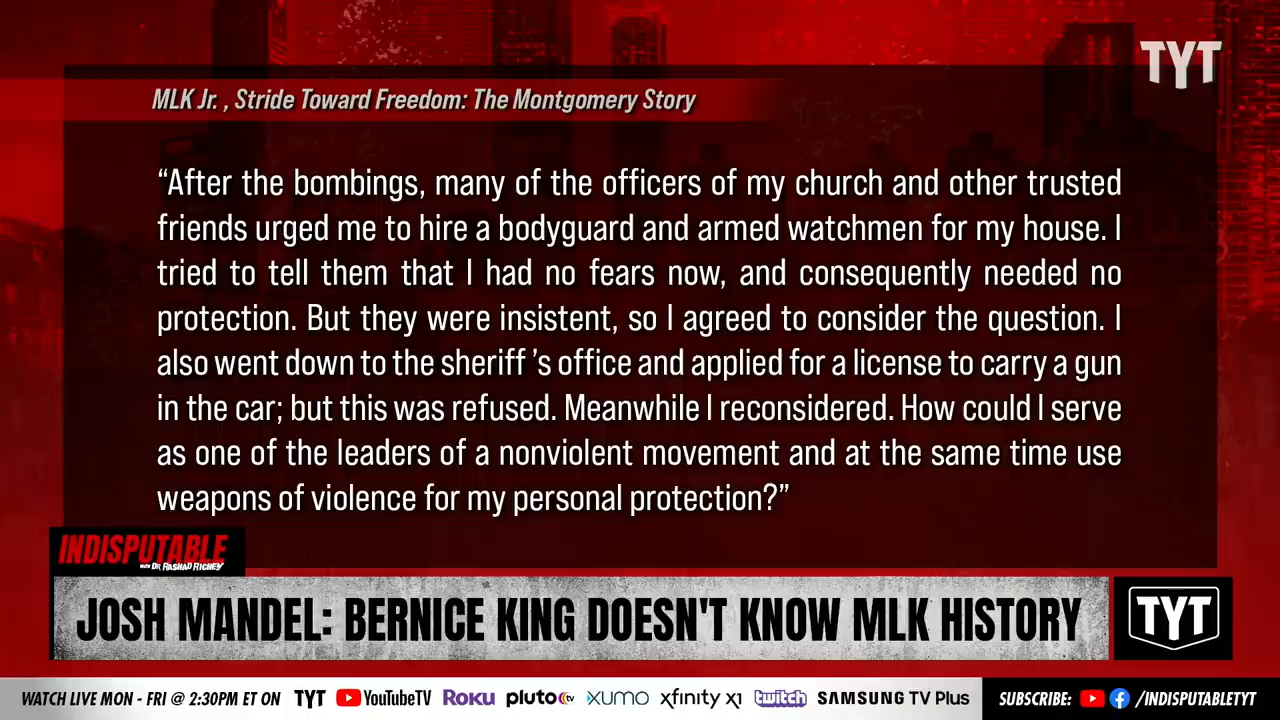 TYT
MLK Jr. , Stride Toward Freedom: The Montgomery Story
“After the bombings, many of the officers of my church and other trusted
friends urged me to hire a bodyguard and armed watchmen for my house. I
tried to tell them that I had no fears now, and consequently needed no
protection. But they were insistent, so I agreed to consider the question. I
also went down to the sheriff ’s office and applied for a license to carry a gun
in the car; but this was refused. Meanwhile I reconsidered. How could I serve
as one of the leaders of a nonviolent movement and at the same time use
weapons of violence for my personal protection?”
INDISPUTABLE
WITH DR. RASHAD RICHEY
JOSH MANDEL: BERNICE KING DOESN'T KNOW MLK HISTORY
TYT
WATCH LIVE MON - FRI @ 2:30PM ET ON TYT YouTubeTV Roku pluto tv xumo xfinity x1 twitch SAMSUNG TV Plus SUBSCRIBE: /INDISPUTABLETYT